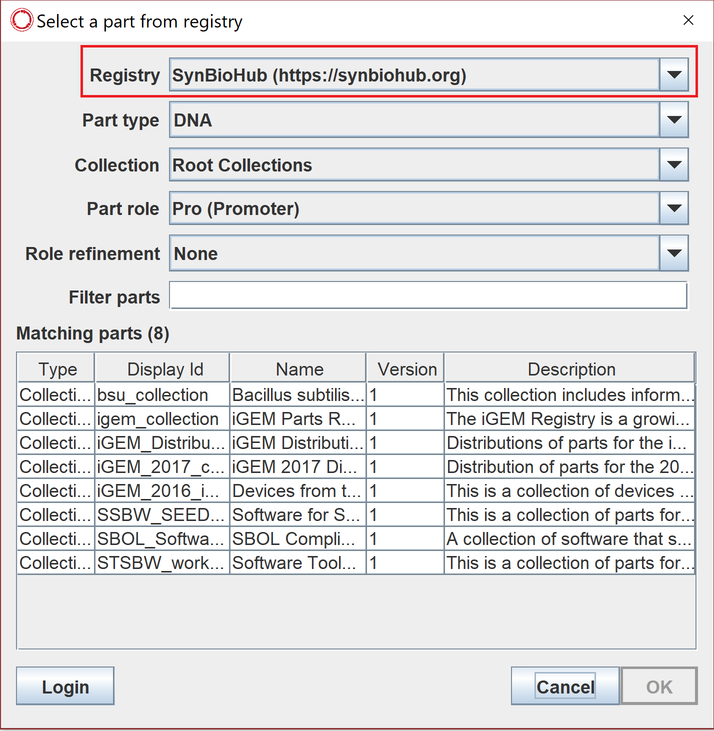 Select a part from registry
Registry SynBioHub (https://synbiohub.org)
Part type DNA
Collection Root Collections
Part role Pro (Promoter)
Role refinement None
Filter parts
Matching parts (8)
Type Display Id Name Version Description
Collecti... bsu_collection Bacillus subtilis... 1 This collection includes inform...
Collecti... igem_collection iGEM Parts R... 1 The iGEM Registry is a growi...
Collecti... iGEM_Distribu... iGEM Distributi... 1 Distributions of parts for the i...
Collecti... iGEM_2017_c... iGEM 2017 Di... 1 Distribution of parts for the 20...
Collecti... iGEM_2016_i... Devices from t... 1 This is a collection of devices ...
Collecti... SSBW_SEED... Software for S... 1 This is a collection of parts for...
Collecti... SBOL_Softwa... SBOL Compli... 1 A collection of software that s...
Collecti... STSBW_work... Software Tool... 1 This is a collection of parts for...
Login Cancel OK